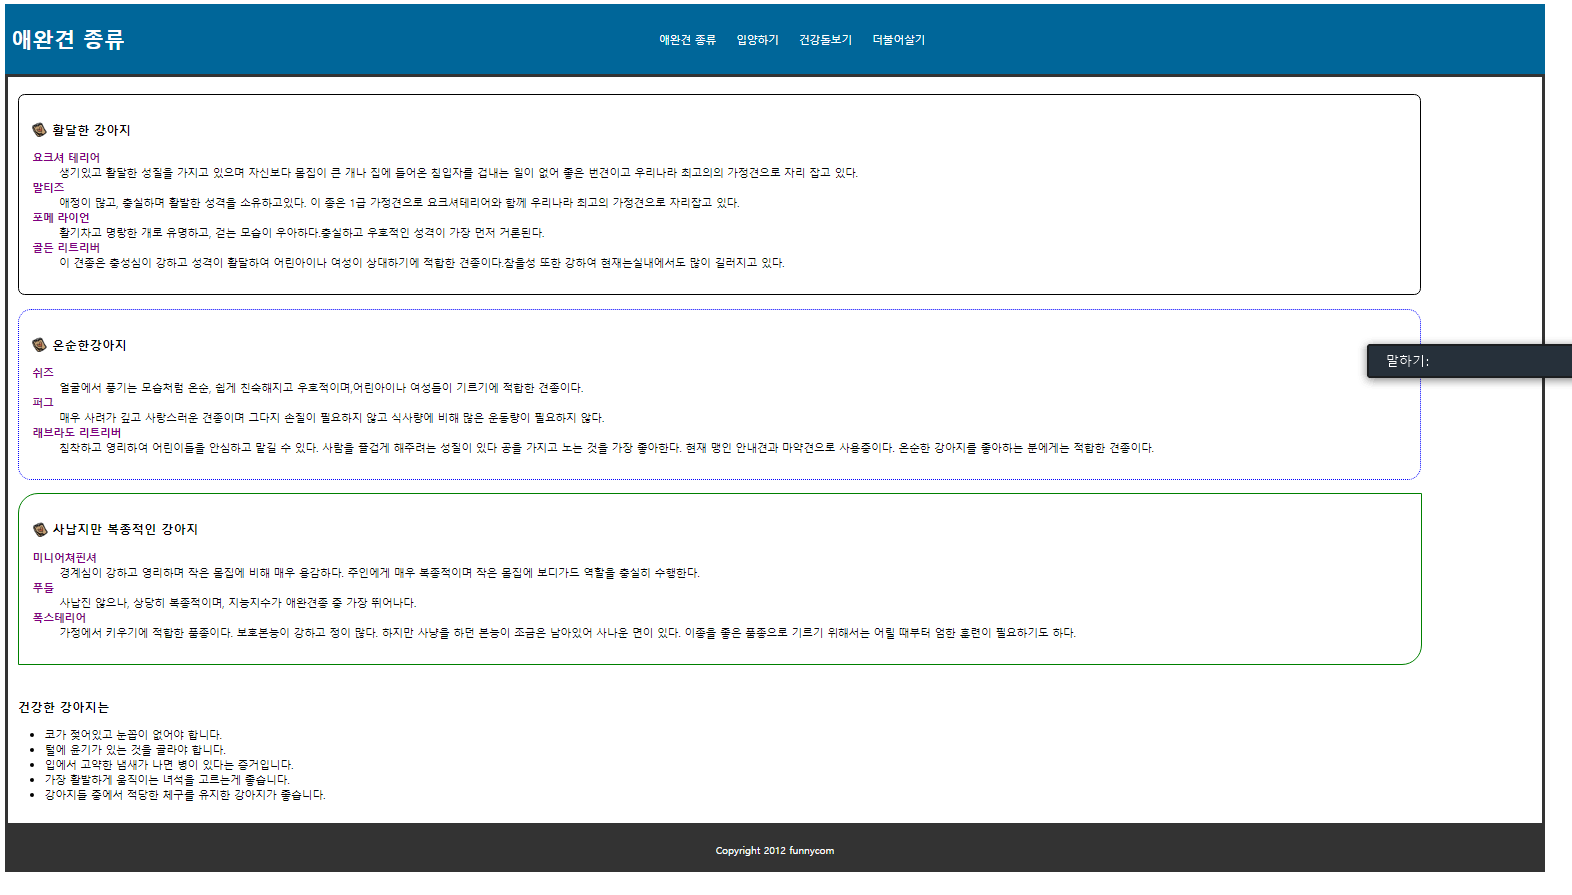 애완견 종류
애완견 종류 입양하기 건강돌보기 더불어살기
활달한 강아지
요크셔 테리어
생기있고 활달한 성질을 가지고 있으며 자신보다 몸집이 큰 개나 집에 들어온 침입자를 겁내는 일이 없어 좋은 번견이고 우리나라 최고의의 가정견으로 자리 잡고 있다.
말티즈
애정이 많고, 충실하며 활발한 성격을 소유하고있다. 이 종은 1급 가정견으로 요크셔테리어와 함께 우리나라 최고의 가정견으로 자리잡고 있다.
포메 라이언
활기차고 명랑한 개로 유명하고, 걷는 모습이 우아하다.충실하고 우호적인 성격이 가장 먼저 거론된다.
골든 리트리버
이 견종은 충성심이 강하고 성격이 활달하여 어린아이나 여성이 상대하기에 적합한 견종이다.참을성 또한 강하여 현재는실내에서도 많이 길러지고 있다.
온순한강아지
말하기:
쉬즈
얼굴에서 풍기는 모습처럼 온순, 쉽게 친숙해지고 우호적이며,어린아이나 여성들이 기르기에 적합한 견종이다.
퍼그
매우 사려가 깊고 사랑스러운 견종이며 그다지 손질이 필요하지 않고 식사량에 비해 많은 운동량이 필요하지 않다.
래브라도 리트리버
침착하고 영리하여 어린이들을 안심하고 맡길 수 있다. 사람을 즐겁게 해주려는 성질이 있다 공을 가지고 노는 것을 가장 좋아한다. 현재 맹인 안내견과 마약견으로 사용중이다. 온순한 강아지를 좋아하는 분에게는 적합한 견종이다.
사납지만 복종적인 강아지
미니어쳐핀셔
경계심이 강하고 영리하며 작은 몸집에 비해 매우 용감하다. 주인에게 매우 복종적이며 작은 몸집에 보디가드 역할을 충실히 수행한다.
푸들
사납진 않으나, 상당히 복종적이며, 지능지수가 애완견종 중 가장 뛰어나다.
폭스테리어
가정에서 키우기에 적합한 품종이다. 보호본능이 강하고 정이 많다. 하지만 사냥을 하던 본능이 조금은 남아있어 사나운 면이 있다. 이종을 좋은 품종으로 기르기 위해서는 어릴 때부터 엄한 훈련이 필요하기도 하다.
건강한 강아지는
코가 젖어있고 눈꼽이 없어야 합니다.
털에 윤기가 있는 것을 골라야 합니다.
입에서 고약한 냄새가 나면 병이 있다는 증거입니다.
가장 활발하게 움직이는 녀석을 고르는게 좋습니다.
강아지들 중에서 적당한 체구를 유지한 강아지가 좋습니다.
Copyright 2012 funnycom